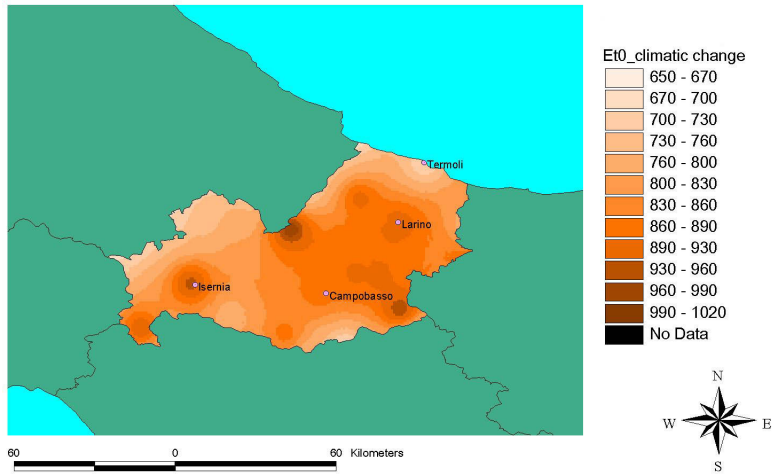 Et0_climatic change
650 - 670
670 - 700
700 - 730
730 - 760
760 - 800
800 - 830
830 - 860
860 - 890
890 - 930
930 - 960
960 - 990
990 - 1020
No Data
Termoli
Larino
Isernia
Campobasso
N
W E
S
60 0 60 Kilometers